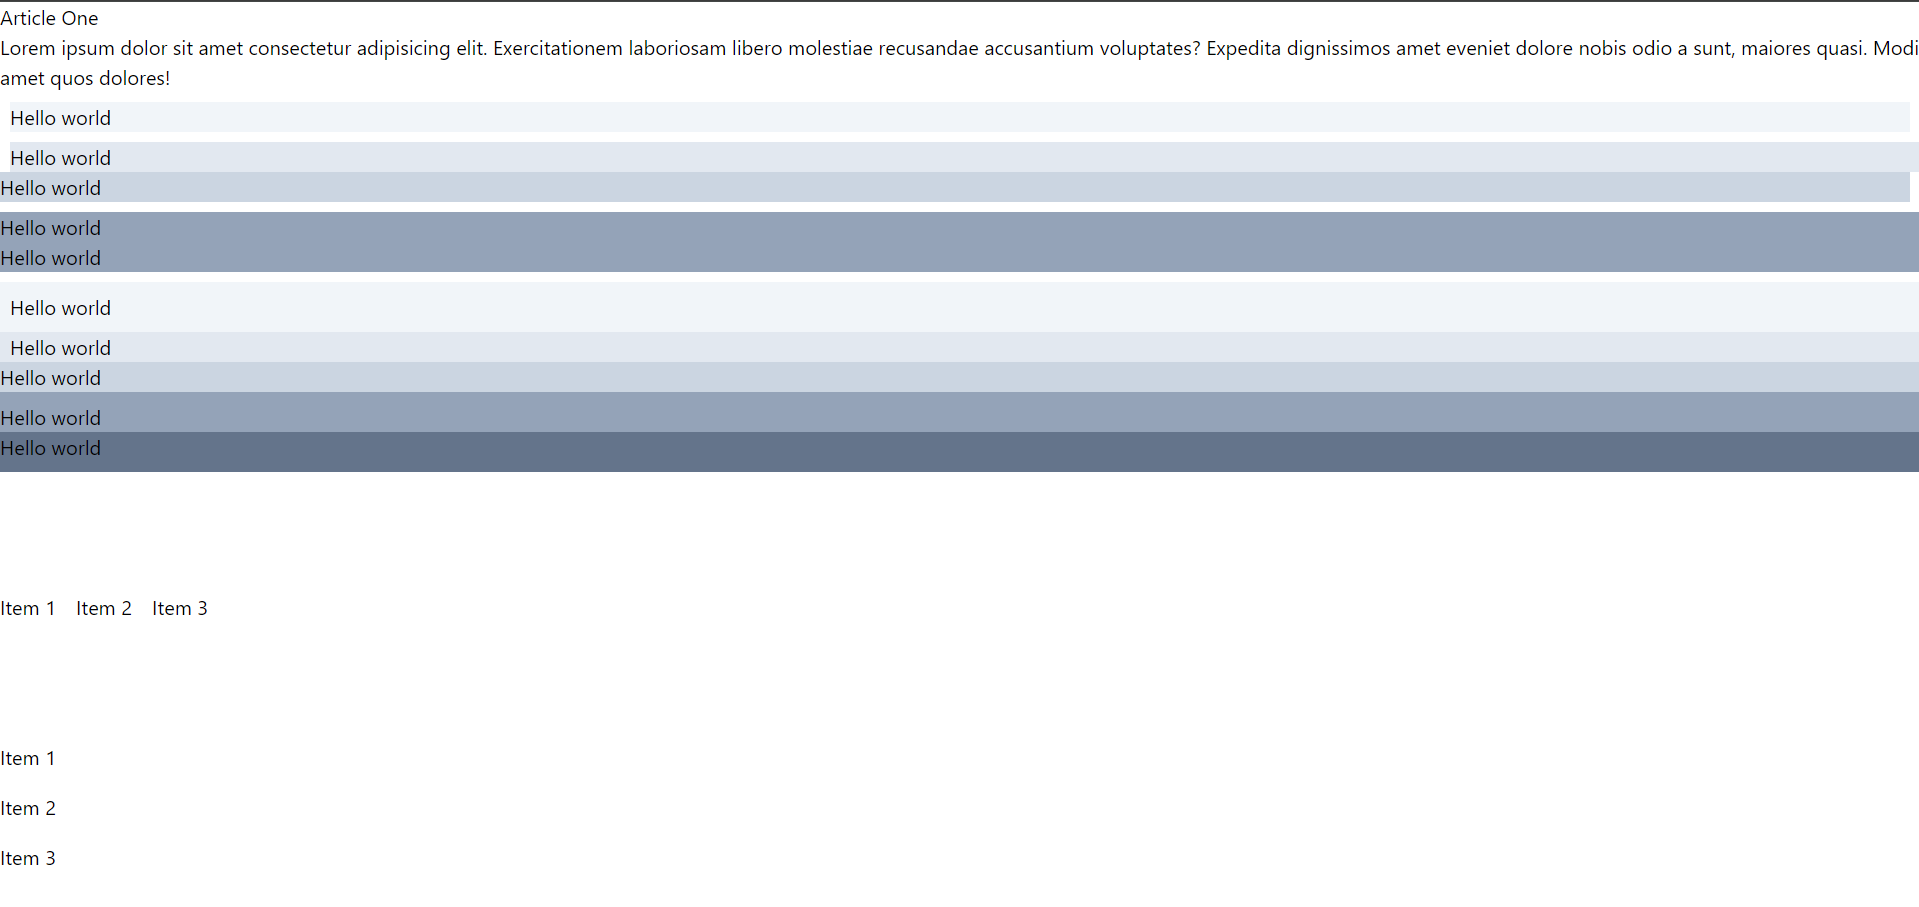 Article One
Lorem ipsum dolor sit amet consectetur adipisicing elit. Exercitationem laboriosam libero molestiae recusandae accusantium voluptates? Expedita dignissimos amet eveniet dolore nobis odio a sunt, maiores quasi. Modi
amet quos dolores!
Hello world
Hello world
Hello world
Hello world
Hello world
Hello world
Hello world
Hello world
Hello world
Hello world
Item 1 Item 2 Item 3
Item 1
Item 2
Item 3